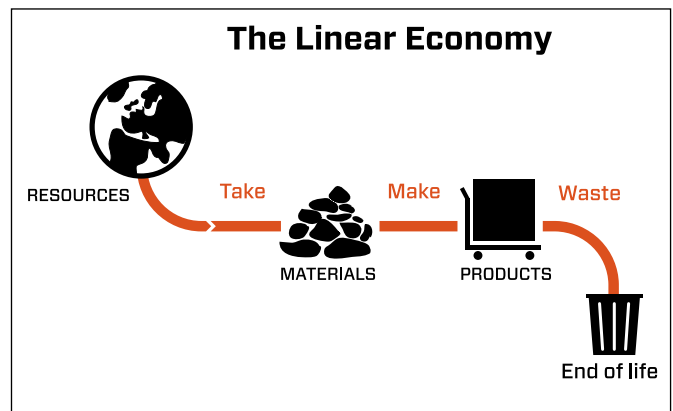 The Linear Economy
RESOURCES
Take
MATERIALS
Make
PRODUCTS
Waste
End of life